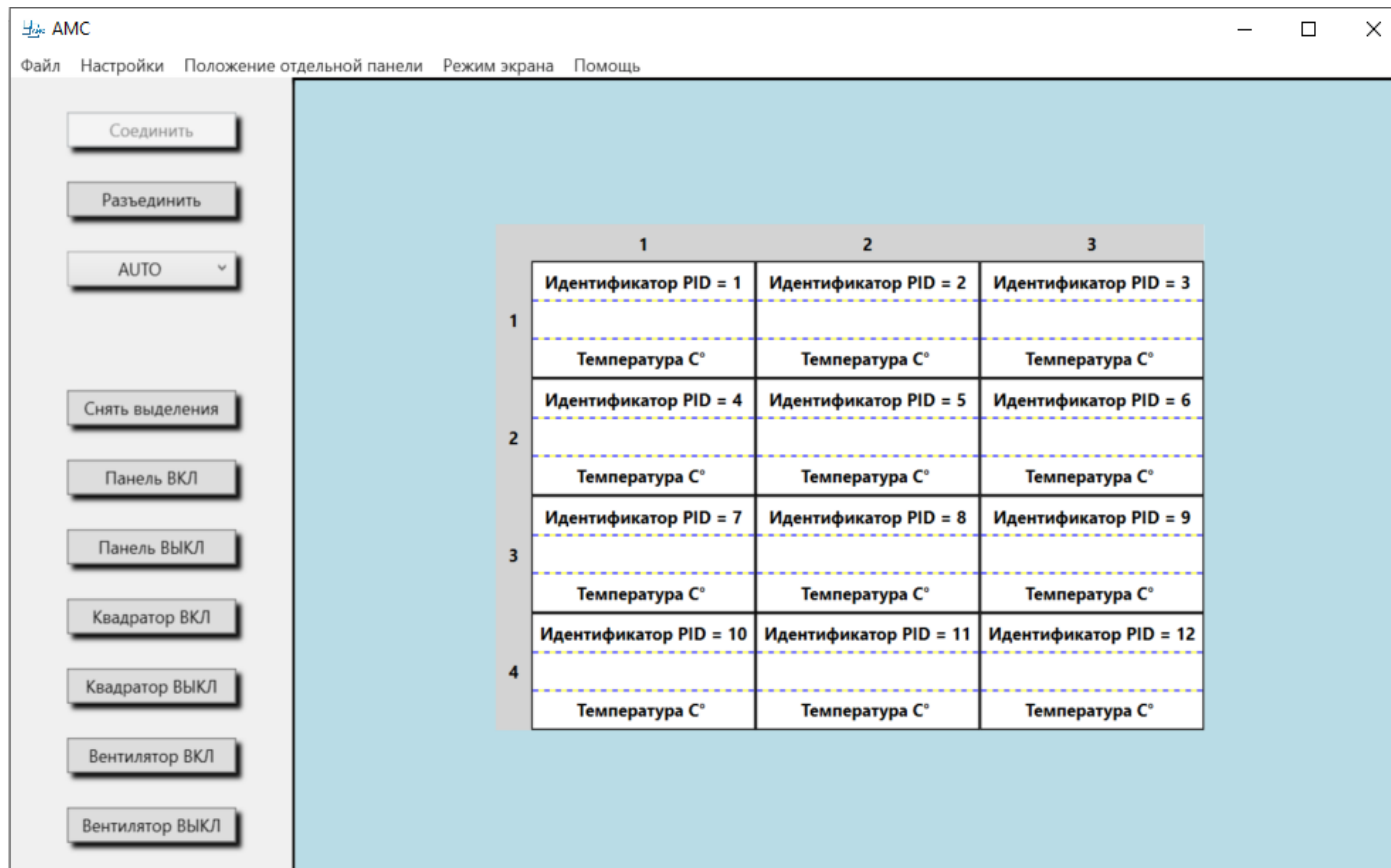 АМС
Файл Настройки Положение отдельной панели Режим экрана Помощь
Соединить
Разъединить
AUTO
Снять выделения
Панель ВКЛ
Панель ВЫКЛ
Квадратор ВКЛ
Квадратор ВЫКЛ
Вентилятор ВКЛ
Вентилятор ВЫКЛ
1 2 3
Идентификатор PID = 1 Идентификатор PID = 2 Идентификатор PID = 3
1
Температура C° Температура C° Температура C°
Идентификатор PID = 4 Идентификатор PID = 5 Идентификатор PID = 6
2
Температура C° Температура C° Температура C°
Идентификатор PID = 7 Идентификатор PID = 8 Идентификатор PID = 9
3
Температура C° Температура C° Температура C°
Идентификатор PID = 10 Идентификатор PID = 11 Идентификатор PID = 12
4
Температура C° Температура C° Температура C°